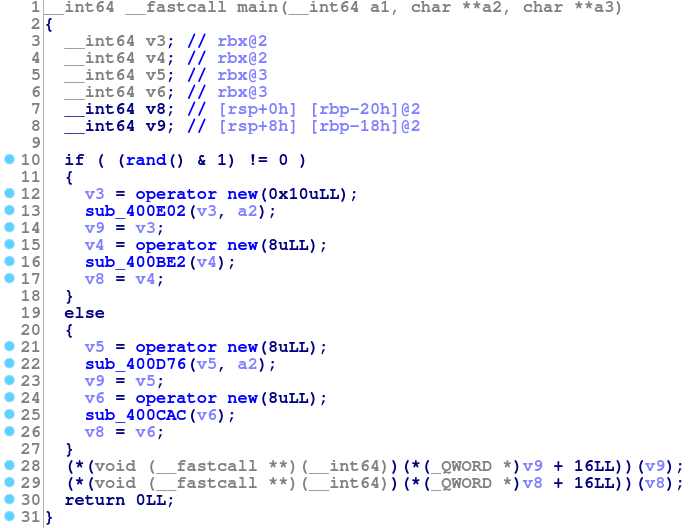 1 __int64 __fastcall main(__int64 a1, char **a2, char **a3)
2 {
3   __int64 v3; // rbx@2
4   __int64 v4; // rbx@2
5   __int64 v5; // rbx@3
6   __int64 v6; // rbx@3
7   __int64 v8; // [rsp+0h] [rbp-20h]@2
8   __int64 v9; // [rsp+8h] [rbp-18h]@2
9
10   if ( (rand() & 1) != 0 )
11   {
12     v3 = operator new(0x10uLL);
13     sub_400E02(v3, a2);
14     v9 = v3;
15     v4 = operator new(8uLL);
16     sub_400BE2(v4);
17     v8 = v4;
18   }
19   else
20   {
21     v5 = operator new(8uLL);
22     sub_400D76(v5, a2);
23     v9 = v5;
24     v6 = operator new(8uLL);
25     sub_400CAC(v6);
26     v8 = v6;
27   }
28   (*(void (__fastcall **)(__int64))(*(_QWORD *)v9 + 16LL))(v9);
29   (*(void (__fastcall **)(__int64))(*(_QWORD *)v8 + 16LL))(v8);
30   return 0LL;
31 }